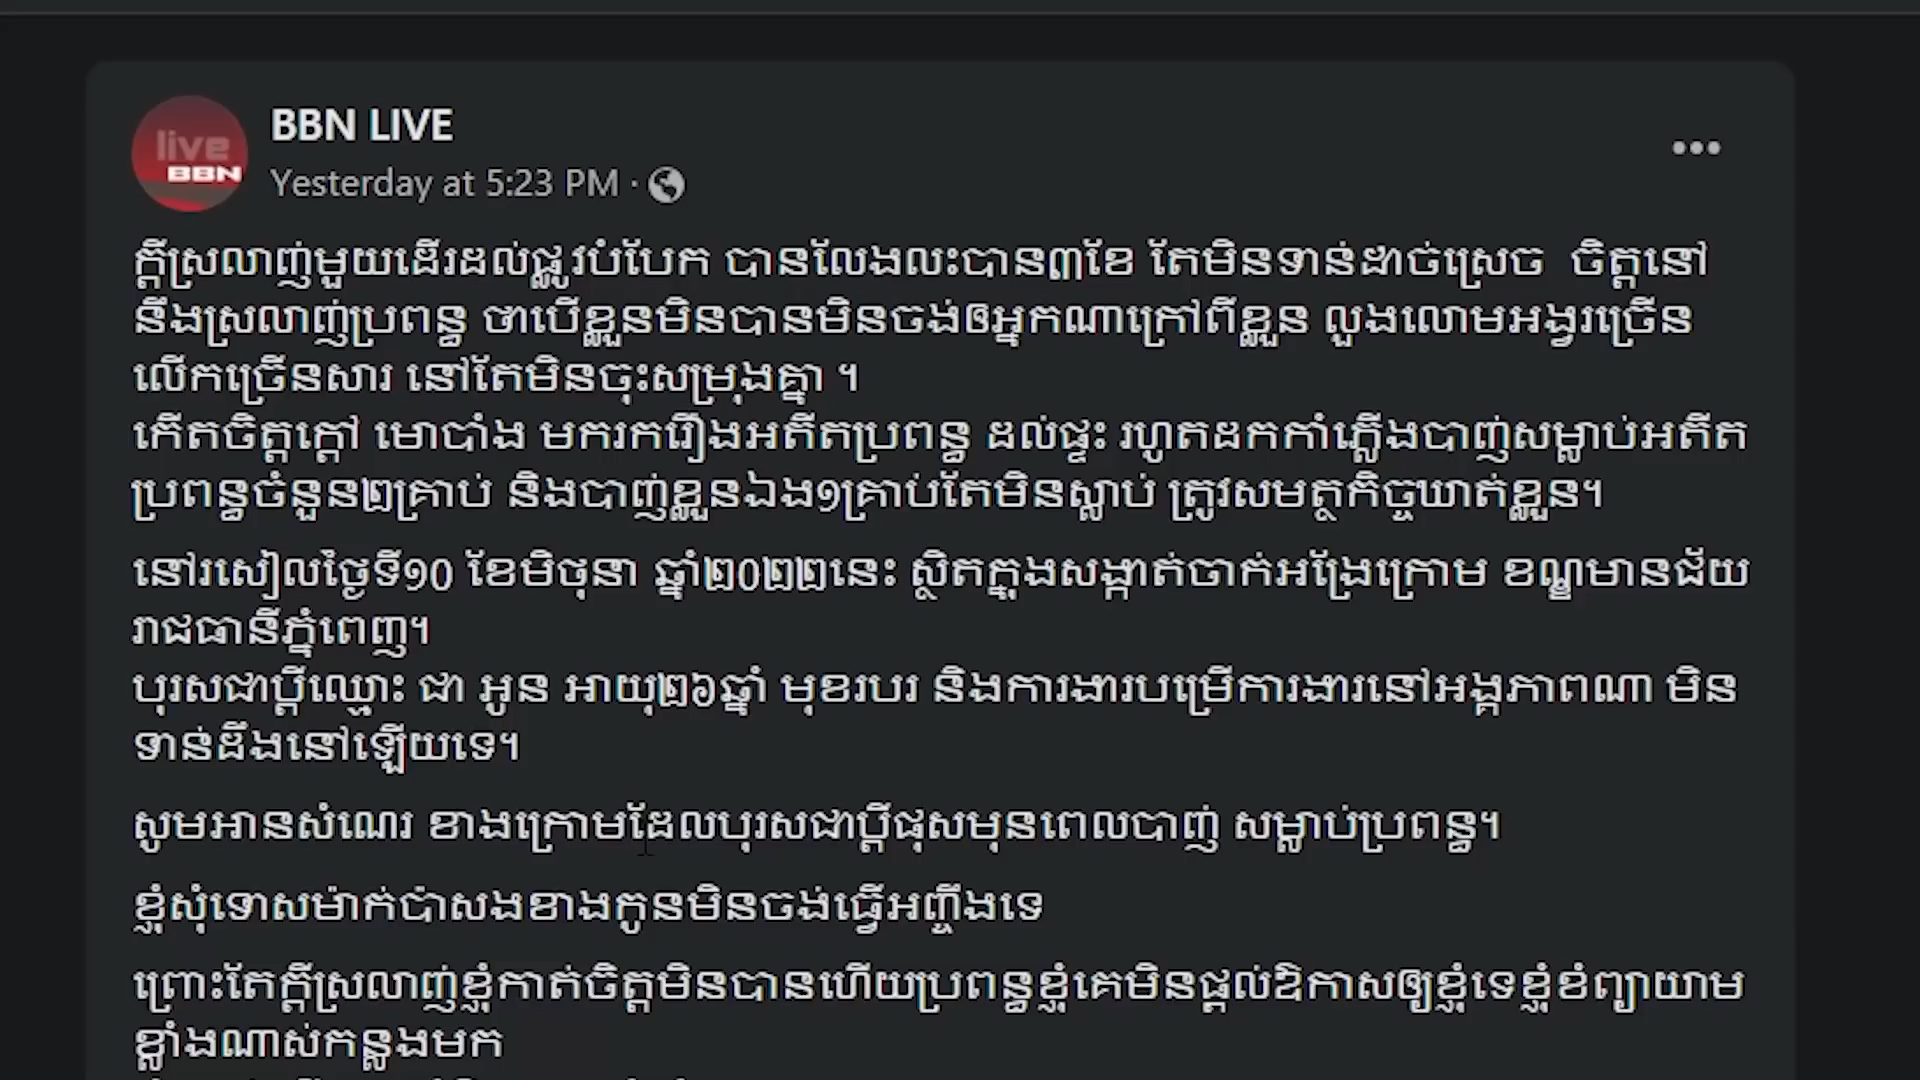 live
BBN
BBN LIVE
Yesterday at 5:23 PM ·
ក្ដីស្រលាញ់មួយដើរដល់ផ្លូវបំបែក បានលែងលះបាន៣ខែ តែមិនទាន់ដាច់ស្រេច ចិត្តនៅ
នឹងស្រលាញ់ប្រពន្ធ ថាបើខ្លួនមិនបានមិនចង់ឲអ្នកណាក្រៅពីខ្លួន លួងលោមអង្វរច្រើន
លើកច្រើនសារ នៅតែមិនចុះសម្រុងគ្នា ។
កើតចិត្តក្ដៅ មោបាំង មករករឿងអតីតប្រពន្ធ ដល់ផ្ទះ រហូតដកកាំភ្លើងបាញ់សម្លាប់អតីត
ប្រពន្ធចំនួន២គ្រាប់ និងបាញ់ខ្លួនឯង១គ្រាប់តែមិនស្លាប់ ត្រូវសមត្ថកិច្ចឃាត់ខ្លួន។
នៅរសៀលថ្ងៃទី១០ ខែមិថុនា ឆ្នាំ២០២២នេះ ស្ថិតក្នុងសង្កាត់ចាក់អង្រែក្រោម ខណ្ឌមានជ័យ
រាជធានីភ្នំពេញ។
បុរសជាប្ដីឈ្មោះ ជា អូន អាយុ២៦ឆ្នាំ មុខរបរ និងការងារបម្រើការងារនៅអង្គភាពណា មិន
ទាន់ដឹងនៅឡើយទេ។
សូមអានសំណេរ ខាងក្រោមដែលបុរសជាប្ដីផុសមុនពេលបាញ់ សម្លាប់ប្រពន្ធ។
ខ្ញុំសុំទោសម៉ាក់ប៉ាសងខាងកូនមិនចង់ធ្វើអញ្ចឹងទេ
ព្រោះតែក្ដីស្រលាញ់ខ្ញុំកាត់ចិត្តមិនបានហើយប្រពន្ធខ្ញុំគេមិនផ្ដល់ឱកាសឲ្យខ្ញុំទេខ្ញុំខំព្យាយាម
ខ្លាំងណាស់កន្លងមក